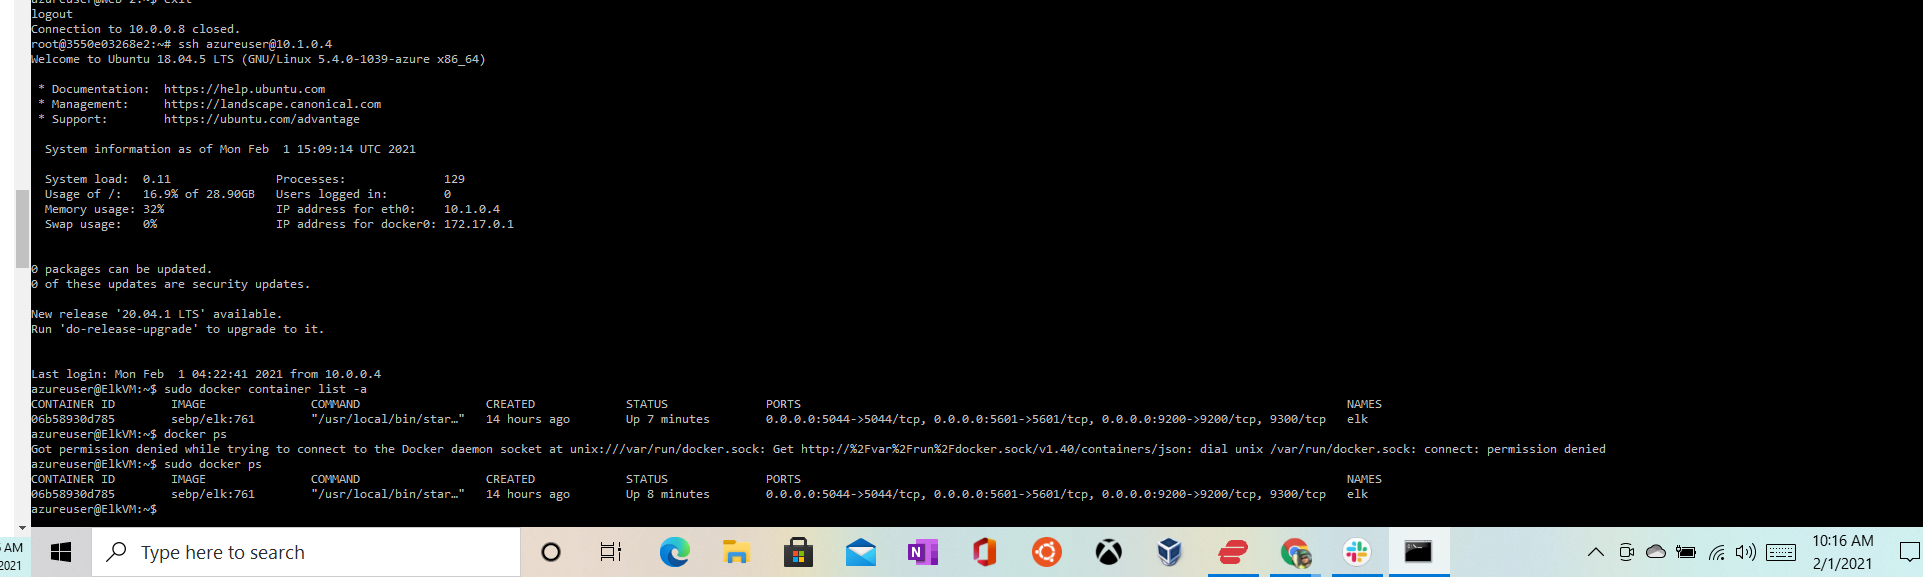 azureuser@Web-2:~$ exit
logout
Connection to 10.0.0.8 closed.
root@3550e03268e2:~# ssh azureuser@10.1.0.4
Welcome to Ubuntu 18.04.5 LTS (GNU/Linux 5.4.0-1039-azure x86_64)
* Documentation:  https://help.ubuntu.com
* Management:     https://landscape.canonical.com
* Support:        https://ubuntu.com/advantage
System information as of Mon Feb  1 15:09:14 UTC 2021
System load:  0.11               Processes:              129
Usage of /:   16.9% of 28.90GB   Users logged in:        0
Memory usage: 32%                IP address for eth0:    10.1.0.4
Swap usage:   0%                 IP address for docker0: 172.17.0.1
0 packages can be updated.
0 of these updates are security updates.
New release '20.04.1 LTS' available.
Run 'do-release-upgrade' to upgrade to it.
Last login: Mon Feb  1 04:22:41 2021 from 10.0.0.4
azureuser@ElkVM:~$ sudo docker container list -a
CONTAINER ID        IMAGE               COMMAND                  CREATED             STATUS              PORTS                                                                              NAMES
06b58930d785        sebp/elk:761        "/usr/local/bin/star…"   14 hours ago        Up 7 minutes        0.0.0.0:5044->5044/tcp, 0.0.0.0:5601->5601/tcp, 0.0.0.0:9200->9200/tcp, 9300/tcp   elk
azureuser@ElkVM:~$ docker ps
Got permission denied while trying to connect to the Docker daemon socket at unix:///var/run/docker.sock: Get http://%2Fvar%2Frun%2Fdocker.sock/v1.40/containers/json: dial unix /var/run/docker.sock: connect: permission denied
azureuser@ElkVM:~$ sudo docker ps
CONTAINER ID        IMAGE               COMMAND                  CREATED             STATUS              PORTS                                                                              NAMES
06b58930d785        sebp/elk:761        "/usr/local/bin/star…"   14 hours ago        Up 8 minutes        0.0.0.0:5044->5044/tcp, 0.0.0.0:5601->5601/tcp, 0.0.0.0:9200->9200/tcp, 9300/tcp   elk
azureuser@ElkVM:~$
AM
2021
Type here to search
N
10:16 AM
2/1/2021